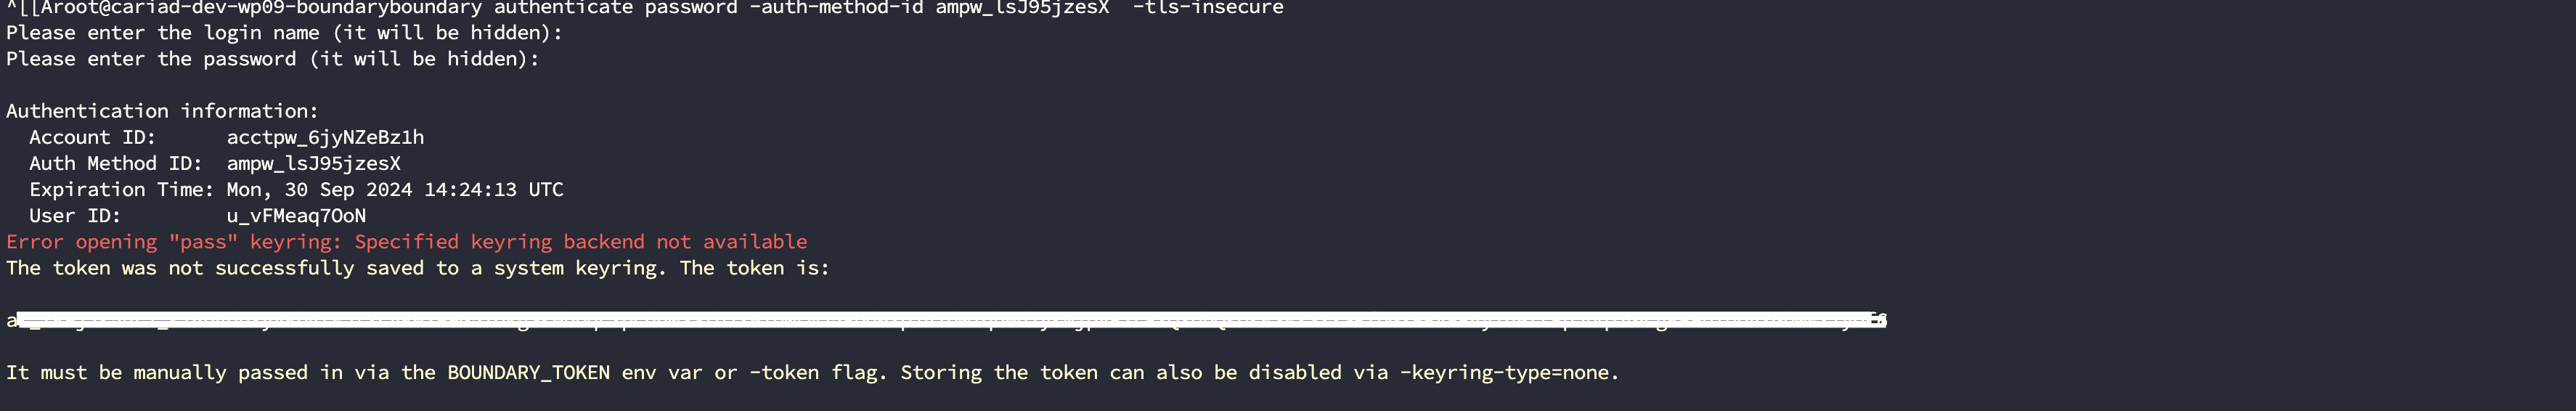 ^[[Aroot@cariad-dev-wp09-boundaryboundary authenticate password -auth-method-id ampw_lsJ95jzesX  -tls-insecure
Please enter the login name (it will be hidden):
Please enter the password (it will be hidden):
Authentication information:
Account ID:      acctpw_6jyNZeBz1h
Auth Method ID:  ampw_lsJ95jzesX
Expiration Time: Mon, 30 Sep 2024 14:24:13 UTC
User ID:         u_vFMeaq7OoN
Error opening "pass" keyring: Specified keyring backend not available
The token was not successfully saved to a system keyring. The token is:
It must be manually passed in via the BOUNDARY_TOKEN env var or -token flag. Storing the token can also be disabled via -keyring-type=none.